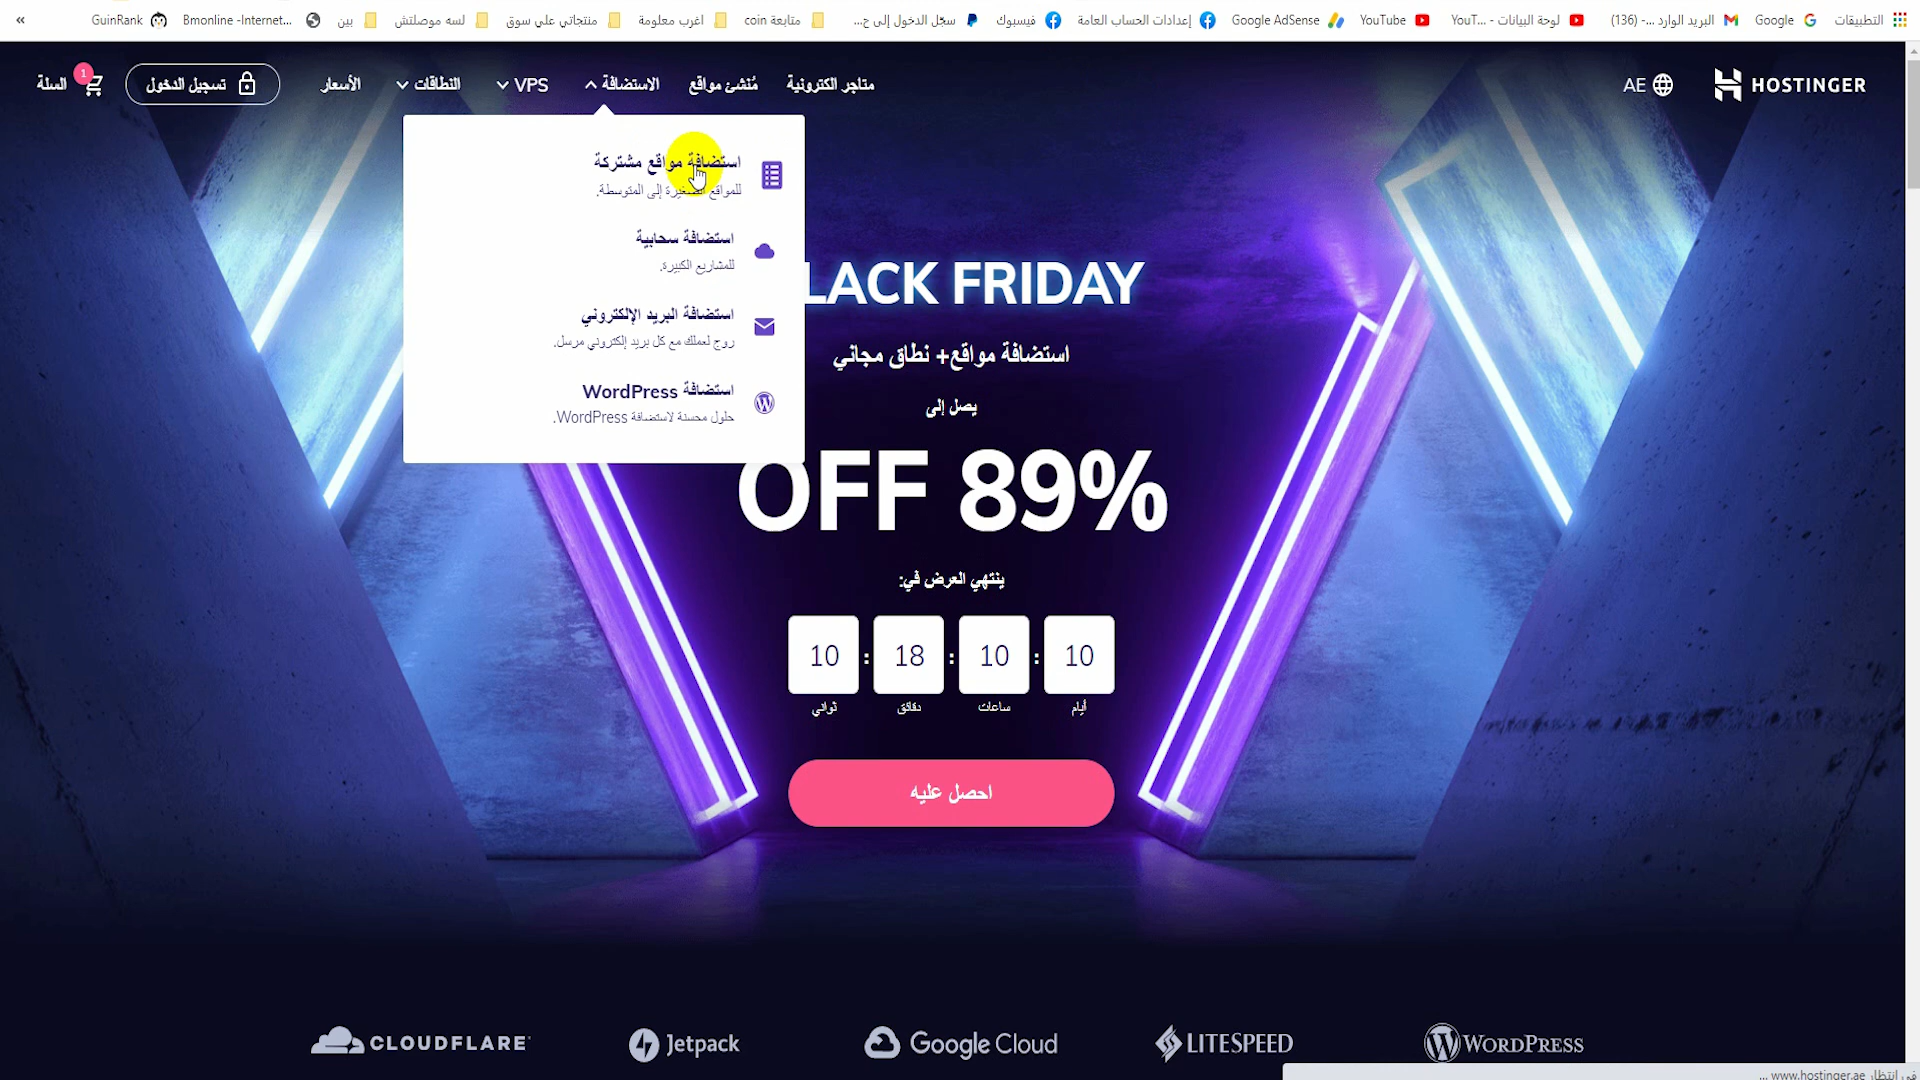 التطبيقات
Google
البريد الوارد -... (136)
لوحة البيانات - ...YouT
YouTube
Google AdSense
إعدادات الحساب العامة
فيسبوك
سجّل الدخول إلى ح...
متابعة coin
اغرب معلومة
منتجاتي علي سوق
لسه موصلتش
بين
Bmonline -Internet...
GuinRank
»
HOSTINGER
AE
متاجر الكترونية
مُنشئ مواقع
الاستضافة
VPS
النطاقات
الأسعار
تسجيل الدخول
1
السلة
استضافة مواقع مشتركة
للمواقع الصغيرة إلى المتوسطة.
استضافة سحابية
للمشاريع الكبيرة.
استضافة البريد الإلكتروني
روج لعملك مع كل بريد إلكتروني مرسل.
استضافة WordPress
حلول محسنة لاستضافة WordPress.
LACK FRIDAY
استضافة مواقع+ نطاق مجاني
يصل إلى
OFF 89%
ينتهي العرض في:
10 : 18 : 10 : 10
أيام
ساعات
دقائق
ثواني
احصل عليه
CLOUDFLARE
Jetpack
Google Cloud
LITESPEED
WORDPRESS
في انتظار www.hostinger.ae ...